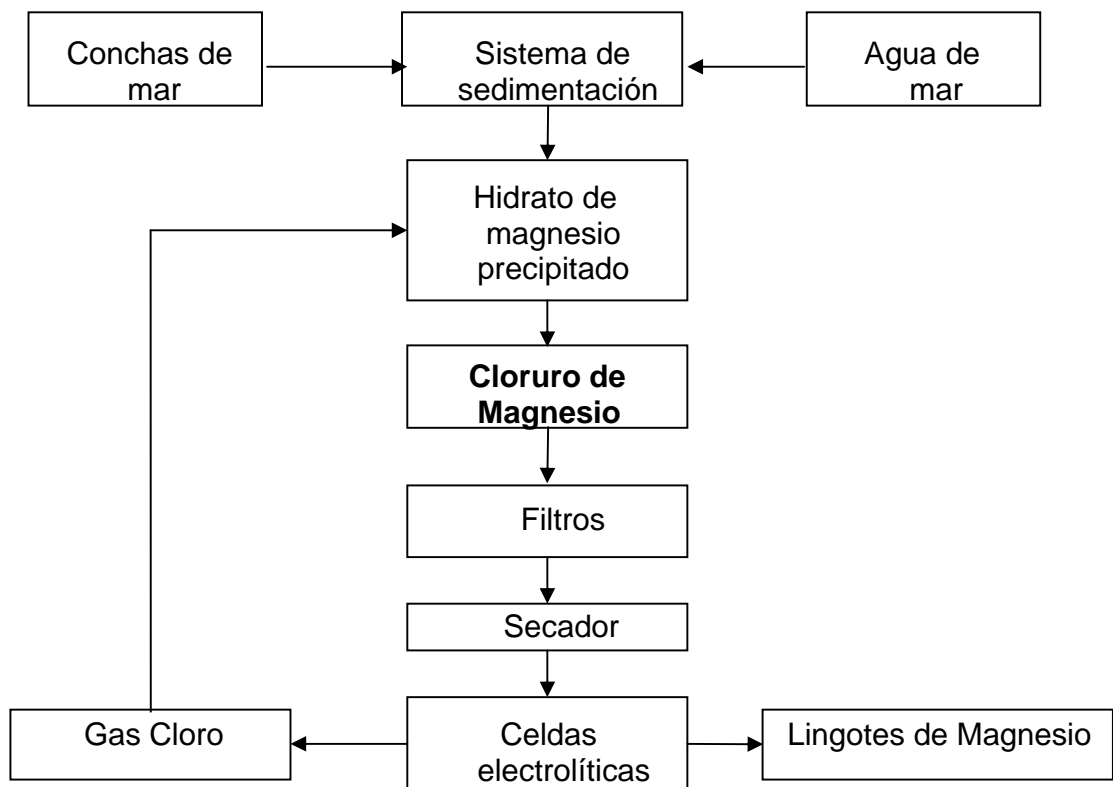 Conchas de
mar
Sistema de
sedimentación
Agua de
mar
Hidrato de
magnesio
precipitado
Cloruro de
Magnesio
Filtros
Secador
Gas Cloro
Celdas
electrolíticas
Lingotes de Magnesio